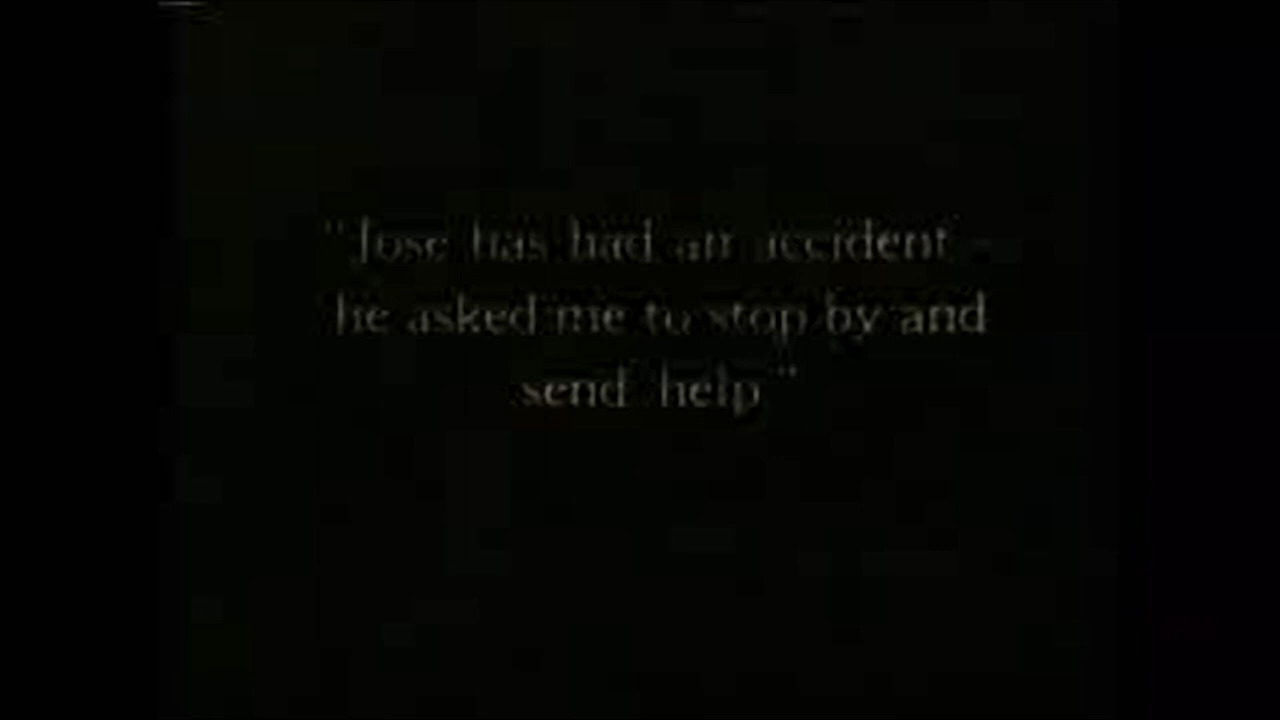 "Jose has had an accident
he asked me to stop by and
send help"